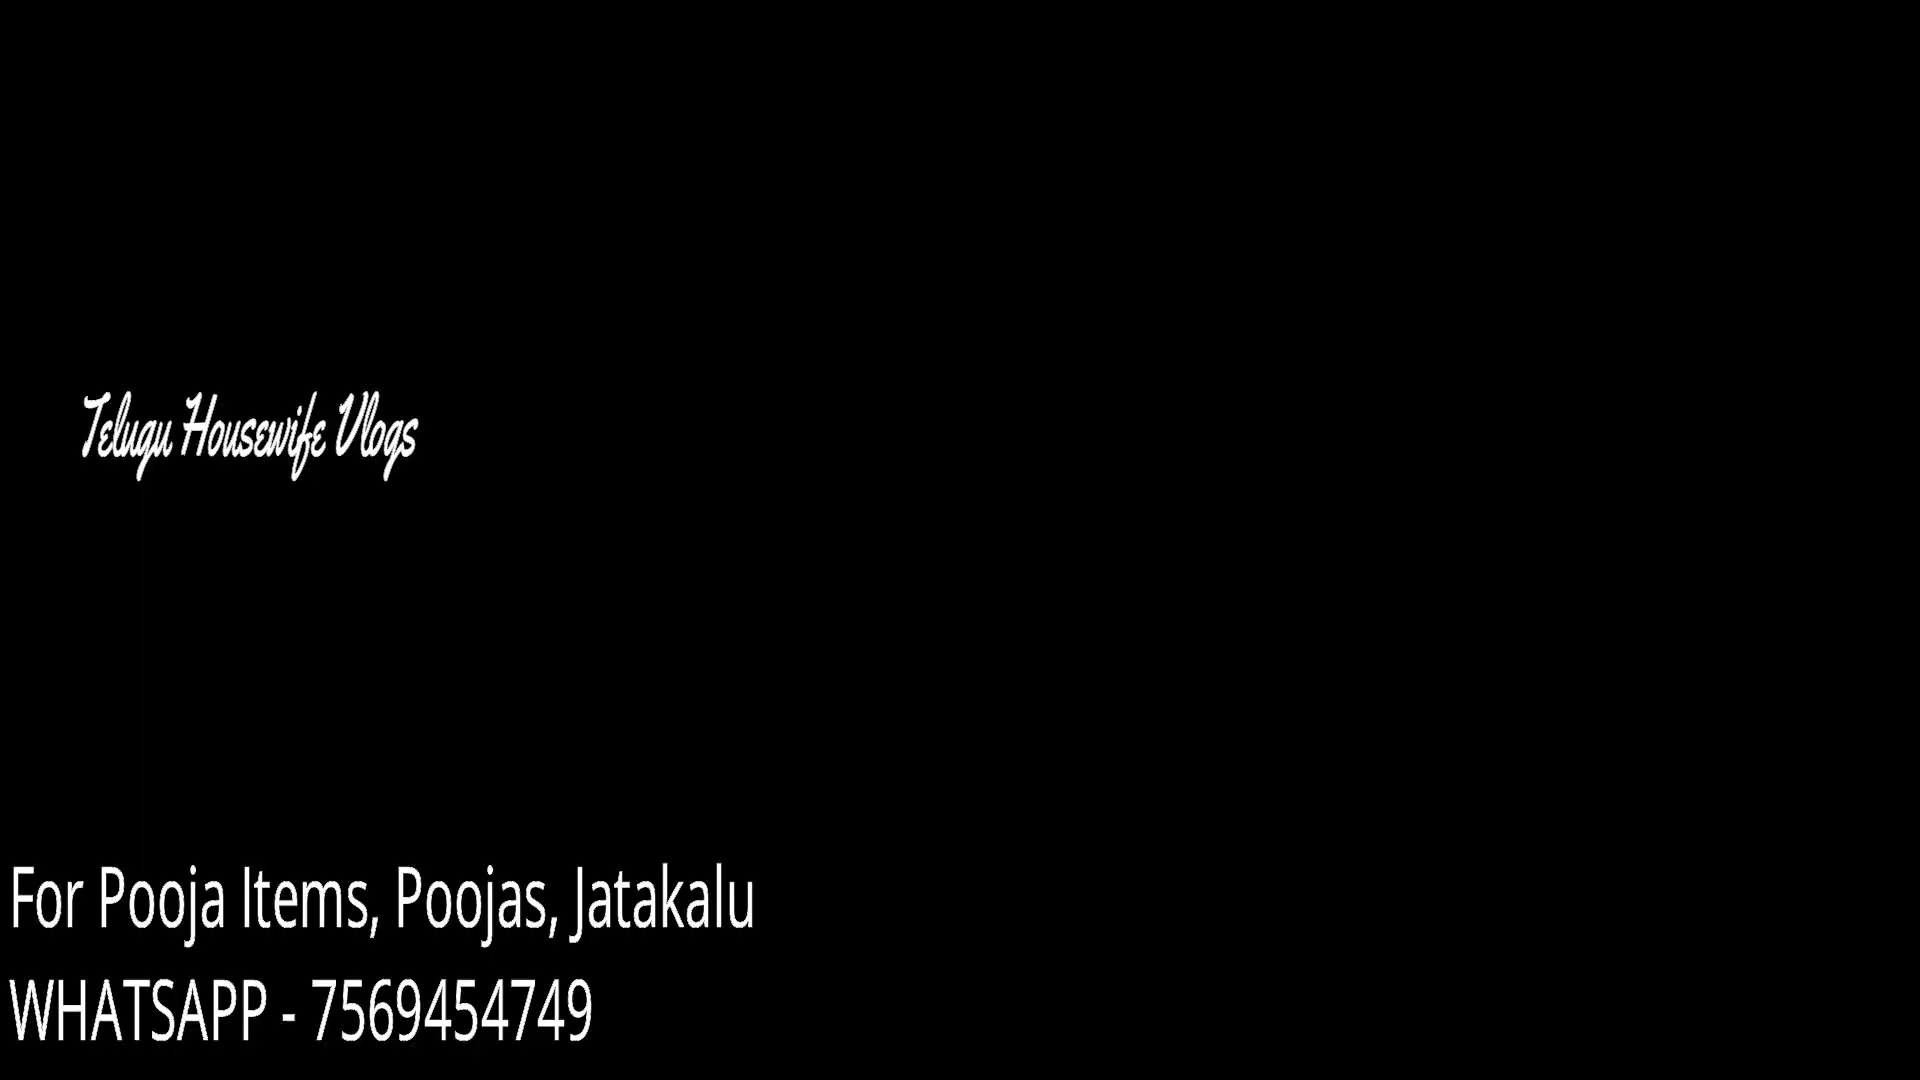 Telugu Housewife Vlogs
For Pooja Items, Poojas, Jatakalu
WHATSAPP - 7569454749